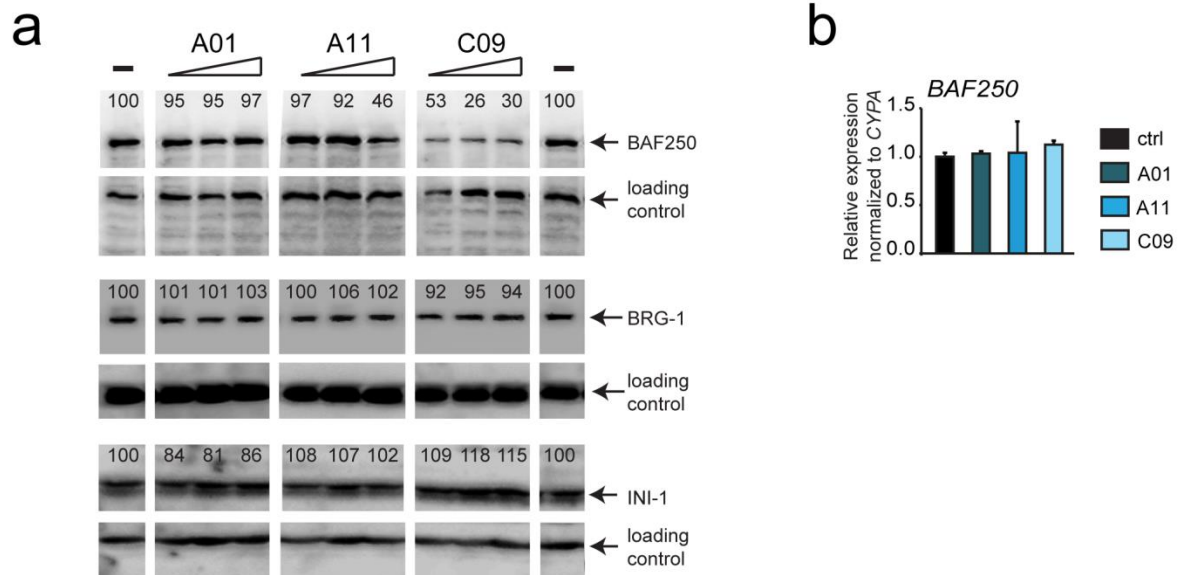 a
A01 A11 C09
100 95 95 97 97 92 46 53 26 30 100
BAF250
loading
control
100 101 101 103 100 106 102 92 95 94 100
BRG-1
loading
control
100 84 81 86 108 107 102 109 118 115 100
INI-1
loading
control
b
BAF250
Relative expression
normalized to CYPA
1.5
1.0
0.5
0.0
ctrl
A01
A11
C09